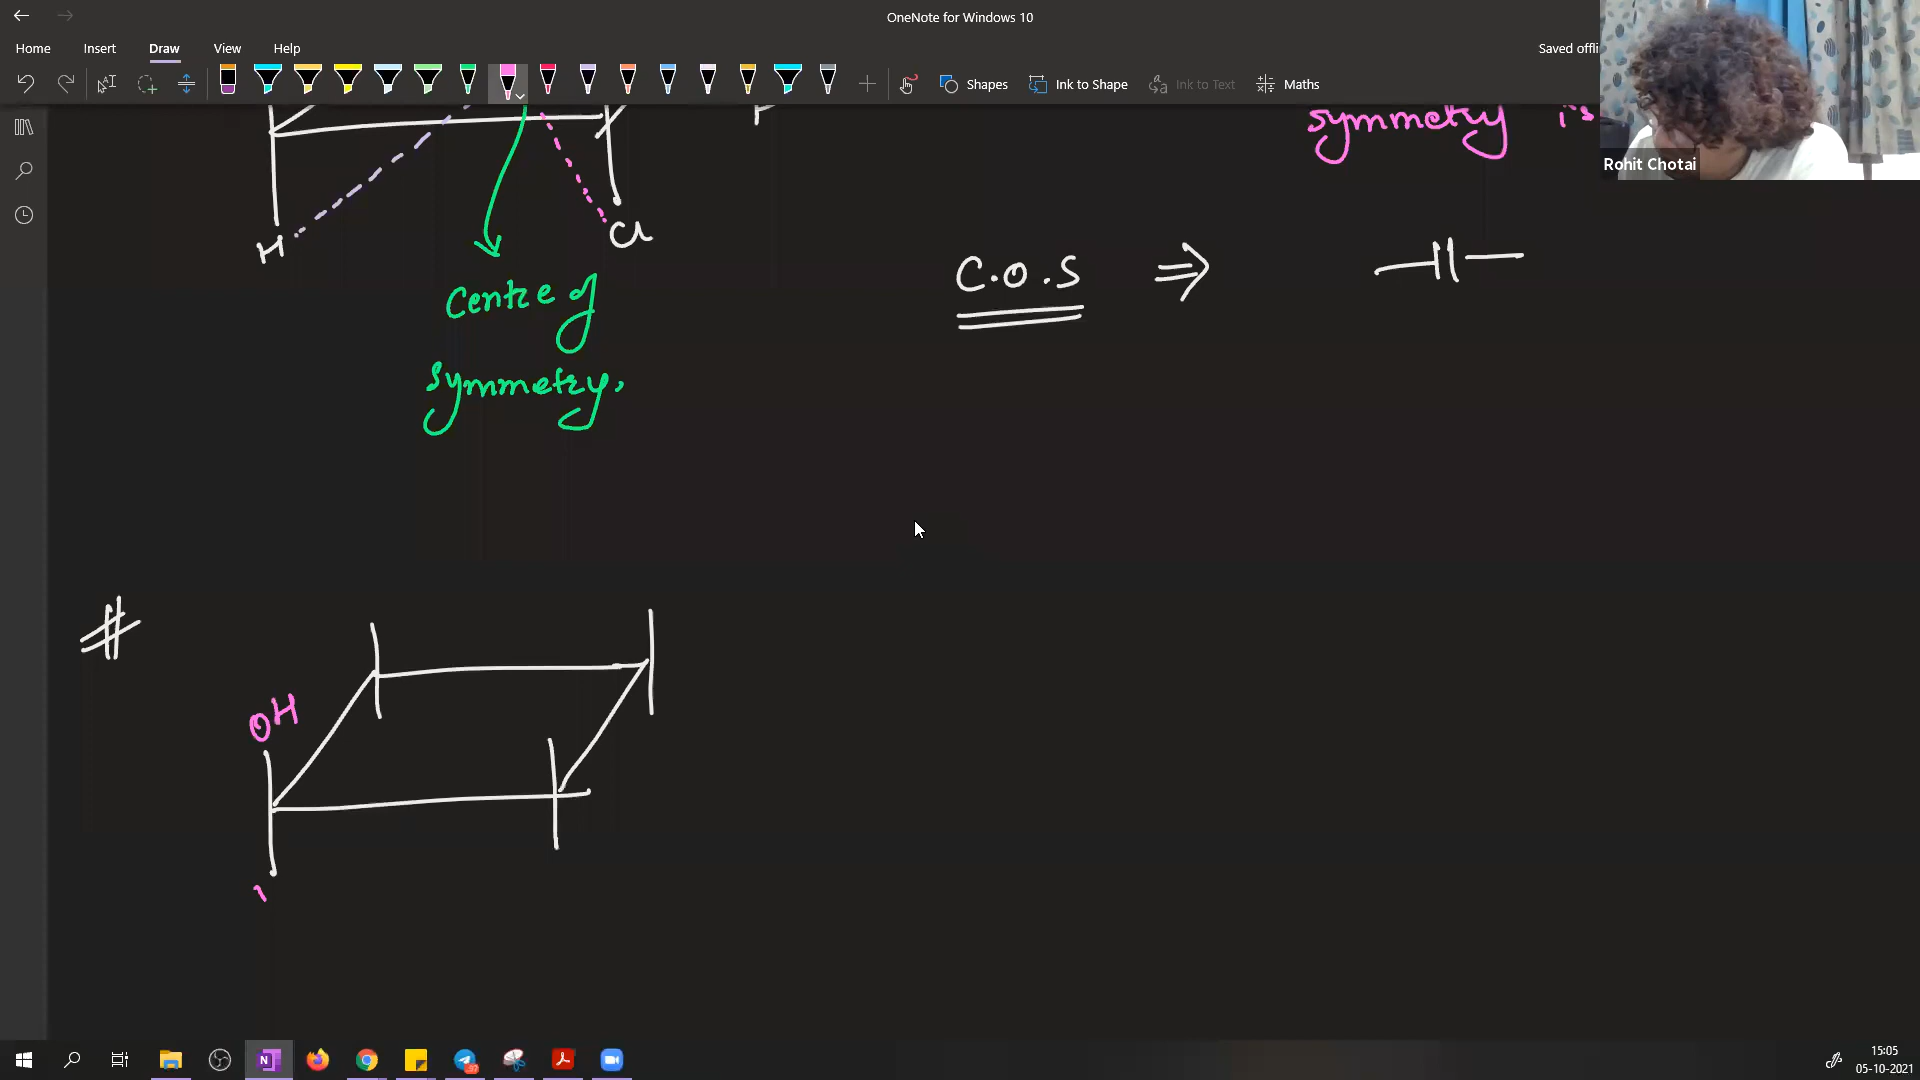 OneNote for Windows 10
Home Insert Draw View Help
Saved offli
Shapes Ink to Shape Ink to Text Maths
symmetry is
Rohit Chotai
H
Cl
C.O.S ⇒
Centre of
symmetry,
#
OH
15:05
05-10-2021